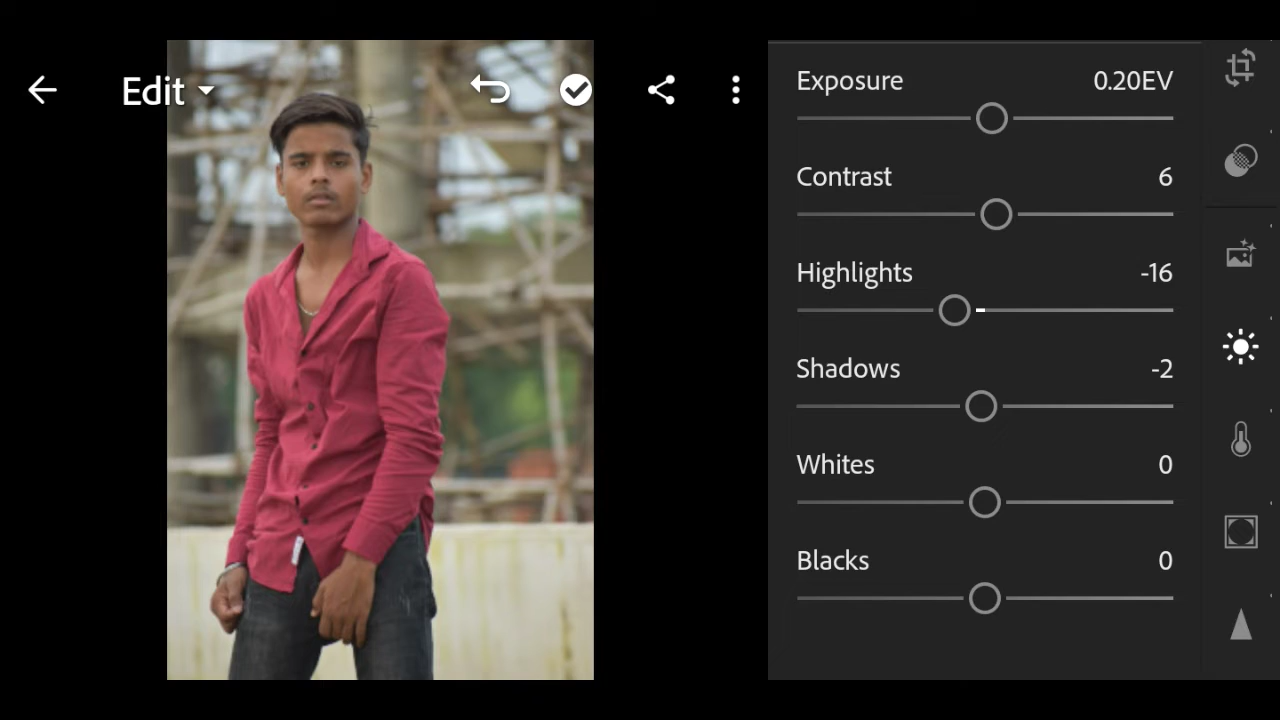 Edit
Exposure 0.20EV
Contrast 6
Highlights -16
Shadows -2
Whites 0
Blacks 0